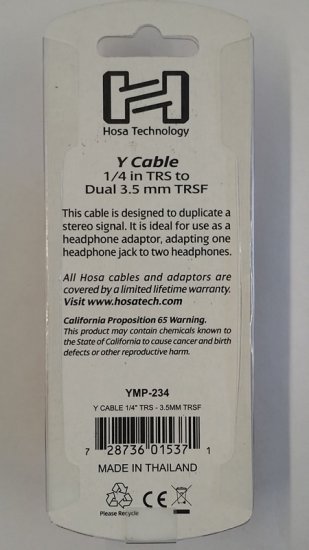 Hosa Technology
Y Cable
1/4 in TRS to
Dual 3.5 mm TRSF
This cable is designed to duplicate a
stereo signal. It is ideal for use as a
headphone adaptor, adapting one
headphone jack to two headphones.
All Hosa cables and adaptors are
covered by a limited lifetime warranty.
Visit www.hosatech.com
California Proposition 65 Warning.
This product may contain chemicals known to
the State of California to cause cancer and birth
defects or other reproductive harm.
YMP-234
Y CABLE 1/4" TRS - 3.5MM TRSF
7 28736 01537 1
MADE IN THAILAND
Please Recycle
CE